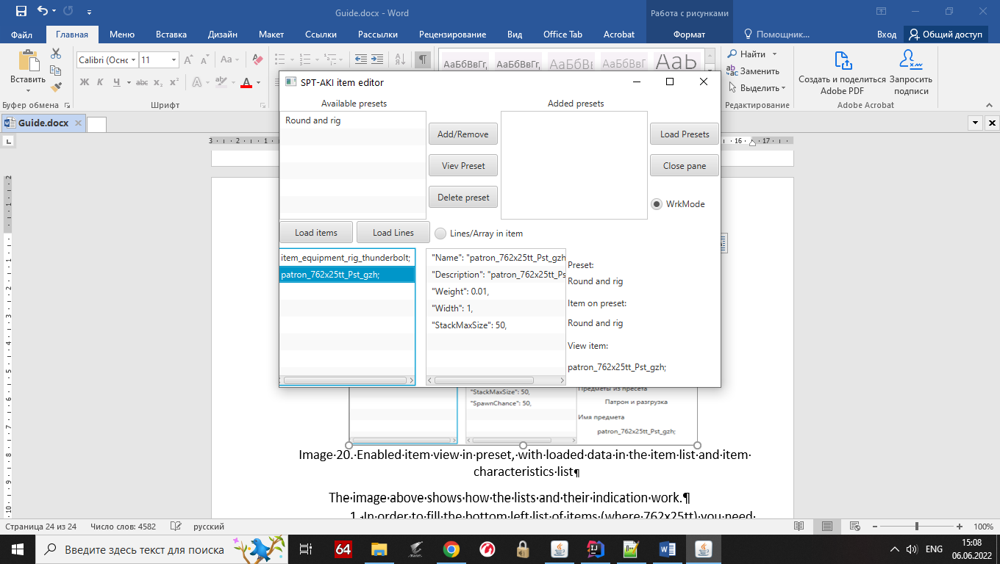 Guide.docx - Word
Работа с рисунками
Файл Главная Меню Вставка Дизайн Макет Ссылки Рассылки Рецензирование Вид Office Tab Acrobat Формат Помощник... Вход Общий доступ
Вставить
Calibri (Оснс 11
Ж К Ч abc x₂ x²
Буфер обмена
Шрифт
АаБбВвГг, АаБбВвГг, АаБбВ АаБбВвГ АаБ
Найти
Заменить
Выделить
Редактирование
Создать и поделиться
Adobe PDF
Запросить
подписи
Adobe Acrobat
Guide.docx
SPT-AKI item editor
Available presets
Added presets
Round and rig
Add/Remove
Viev Preset
Delete preset
Load Presets
Close pane
WrkMode
Load items
Load Lines
Lines/Array in item
item_equipment_rig_thunderbolt;
patron_762x25tt_Pst_gzh;
"Name": "patron_762x25tt_Pst_gzh
"Description": "patron_762x25tt_Ps
"Weight": 0.01,
"Width": 1,
"StackMaxSize": 50,
Preset:
Round and rig
Item on preset:
Round and rig
View item:
patron_762x25tt_Pst_gzh;
"StackMaxSize": 50,
"SpawnChance": 50,
Предметы из пресета
Патрон и разгрузка
Имя предмета
patron_762x25tt_Pst_gzh;
Image·20.·Enabled·item·view·in·preset,·with·loaded·data·in·the·item·list·and·item·
characteristics·list¶
The·image·above·shows·how·the·lists·and·their·indication·work.¶
1.·In·order·to·fill·the·bottom·left·list·of·items·(where·762x25tt)·you·need·
Страница 24 из 24 Число слов: 4582 русский 100%
Введите здесь текст для поиска
64
ENG
15:08
06.06.2022